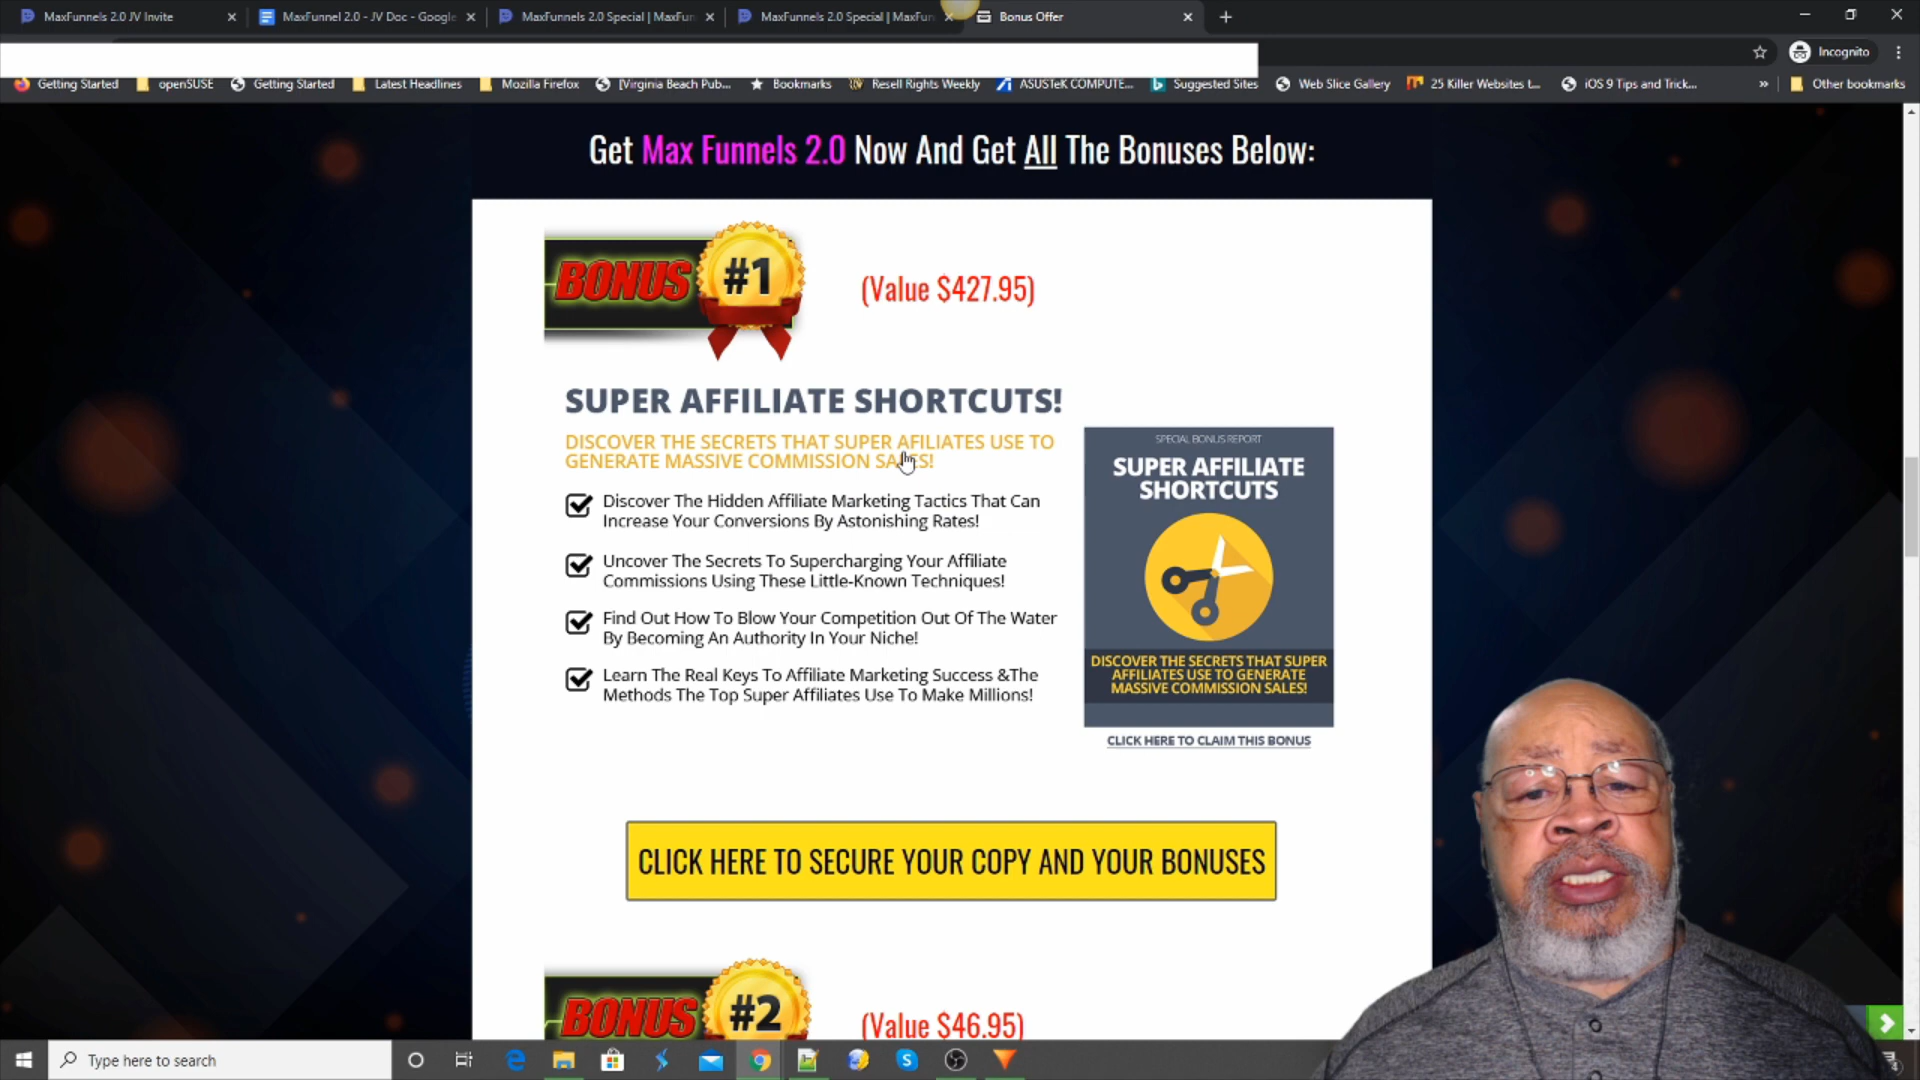 MaxFunnels 2.0 JV Invite
MaxFunnel 2.0 - JV Doc - Google
MaxFunnels 2.0 Special | MaxFun
MaxFunnels 2.0 Special | MaxFun
Bonus Offer
Incognito
Getting Started
openSUSE
Getting Started
Latest Headlines
Mozilla Firefox
[Virginia Beach Pub...
Bookmarks
Resell Rights Weekly
ASUSTeK COMPUTE...
Suggested Sites
Web Slice Gallery
25 Killer Websites t...
iOS 9 Tips and Trick...
Other bookmarks
Get Max Funnels 2.0 Now And Get All The Bonuses Below:
BONUS #1
(Value $427.95)
SUPER AFFILIATE SHORTCUTS!
DISCOVER THE SECRETS THAT SUPER AFILIATES USE TO
GENERATE MASSIVE COMMISSION SALES!
Discover The Hidden Affiliate Marketing Tactics That Can
Increase Your Conversions By Astonishing Rates!
Uncover The Secrets To Supercharging Your Affiliate
Commissions Using These Little-Known Techniques!
Find Out How To Blow Your Competition Out Of The Water
By Becoming An Authority In Your Niche!
Learn The Real Keys To Affiliate Marketing Success &The
Methods The Top Super Affiliates Use To Make Millions!
SPECIAL BONUS REPORT
SUPER AFFILIATE
SHORTCUTS
DISCOVER THE SECRETS THAT SUPER
AFFILIATES USE TO GENERATE
MASSIVE COMMISSION SALES!
CLICK HERE TO CLAIM THIS BONUS
CLICK HERE TO SECURE YOUR COPY AND YOUR BONUSES
BONUS #2
(Value $46.95)
Type here to search